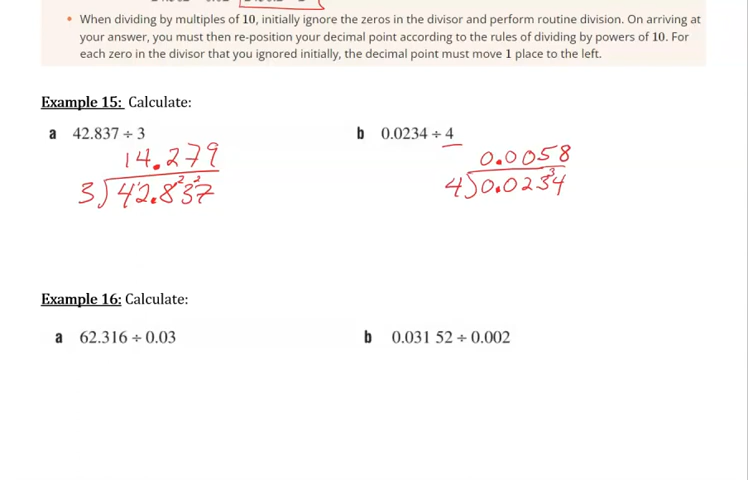 • When dividing by multiples of 10, initially ignore the zeros in the divisor and perform routine division. On arriving at
your answer, you must then re-position your decimal point according to the rules of dividing by powers of 10. For
each zero in the divisor that you ignored initially, the decimal point must move 1 place to the left.
Example 15: Calculate:
a 42.837 ÷ 3
b 0.0234 ÷ 4
14.279
3)42.837
0.0058
4)0.0234
Example 16: Calculate:
a 62.316 ÷ 0.03
b 0.031 52 ÷ 0.002